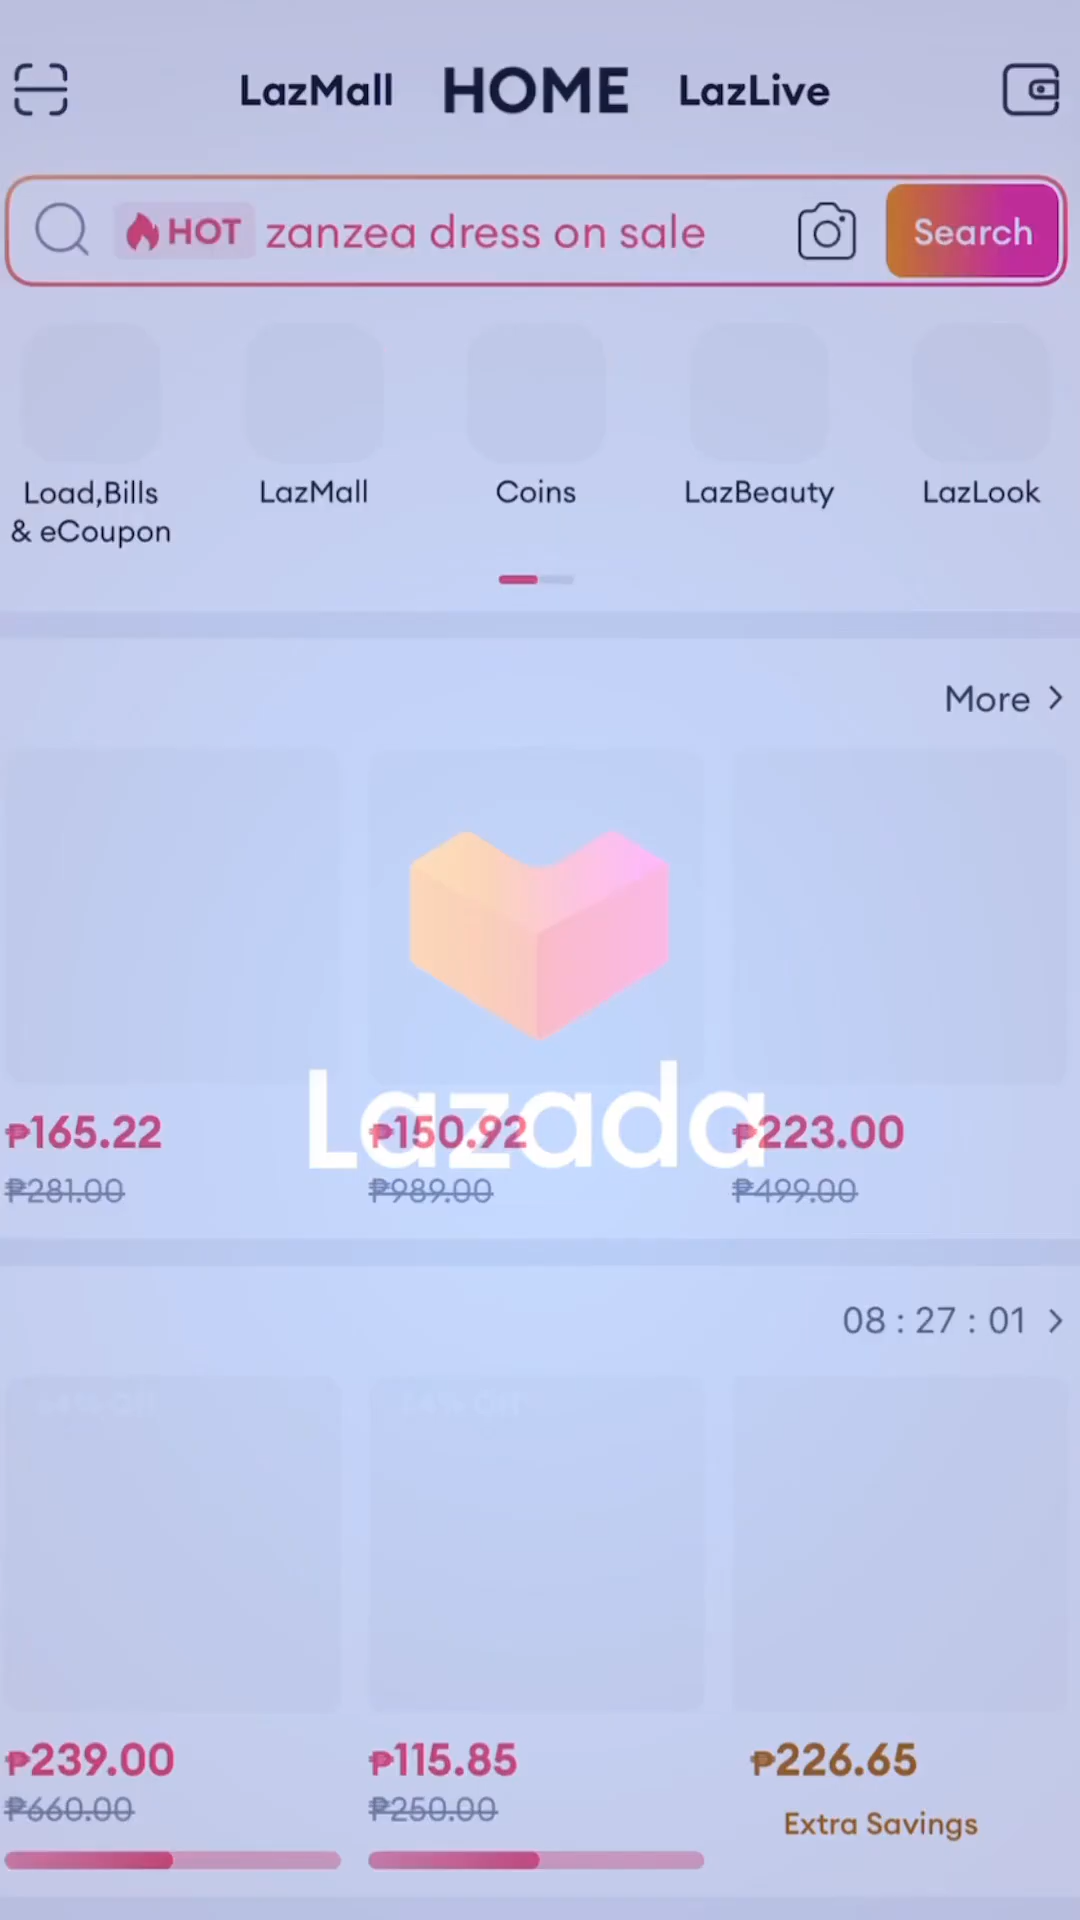 LazMall HOME LazLive
HOT zanzea dress on sale Search
Load,Bills & eCoupon
LazMall
Coins
LazBeauty
LazLook
More >
Lazada
₱165.22 ₱150.92 ₱223.00
₱281.00 ₱989.00 ₱499.00
08 : 27 : 01 >
₱239.00 ₱115.85 ₱226.65
₱660.00 ₱250.00 Extra Savings